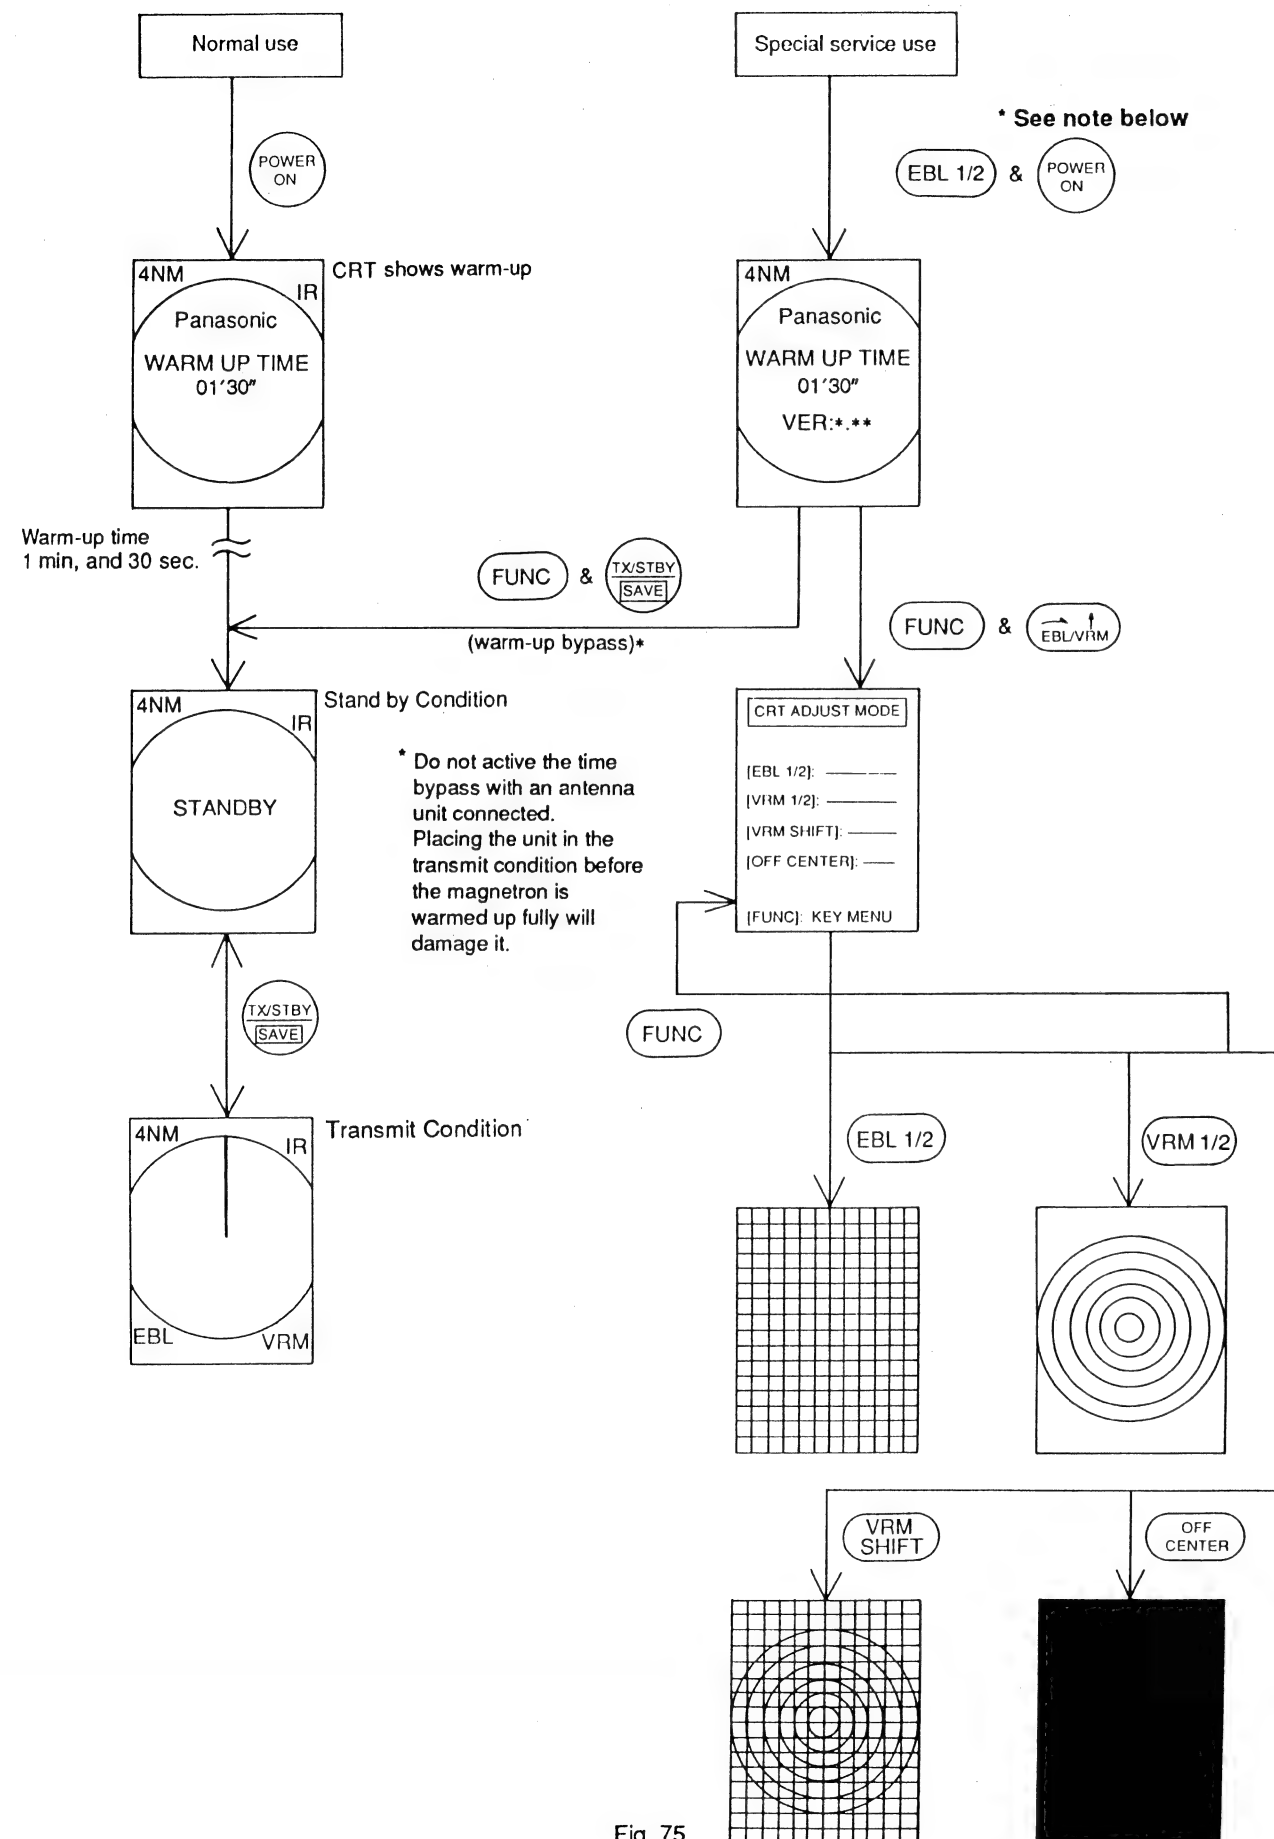 Normal use
POWER
ON
4NM
IR
Panasonic
WARM UP TIME
01'30"
CRT shows warm-up
Warm-up time
1 min, and 30 sec.
4NM
IR
STANDBY
Stand by Condition
* Do not active the time
bypass with an antenna
unit connected.
Placing the unit in the
transmit condition before
the magnetron is
warmed up fully will
damage it.
TX/STBY
SAVE
4NM
IR
EBL
VRM
Transmit Condition
Special service use
* See note below
EBL 1/2 & POWER
ON
4NM
Panasonic
WARM UP TIME
01'30"
VER:*.**
FUNC & TX/STBY
SAVE
(warm-up bypass)*
FUNC & EBL/VRM
CRT ADJUST MODE
[EBL 1/2]:
[VRM 1/2]:
[VRM SHIFT]:
[OFF CENTER]:
[FUNC]: KEY MENU
FUNC
EBL 1/2
VRM 1/2
VRM
SHIFT
OFF
CENTER
Fig. 75